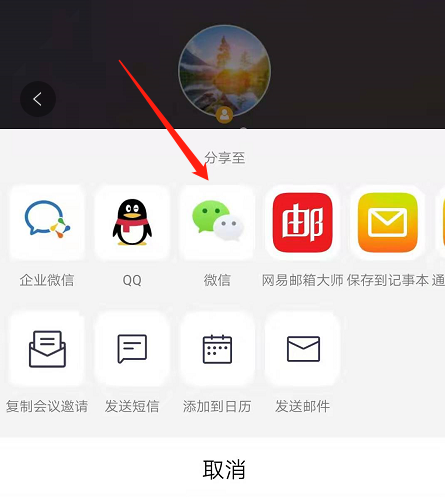 分享至
企业微信
QQ
微信
网易邮箱大师
保存到记事本
通
邮
复制会议邀请
发送短信
添加到日历
发送邮件
取消